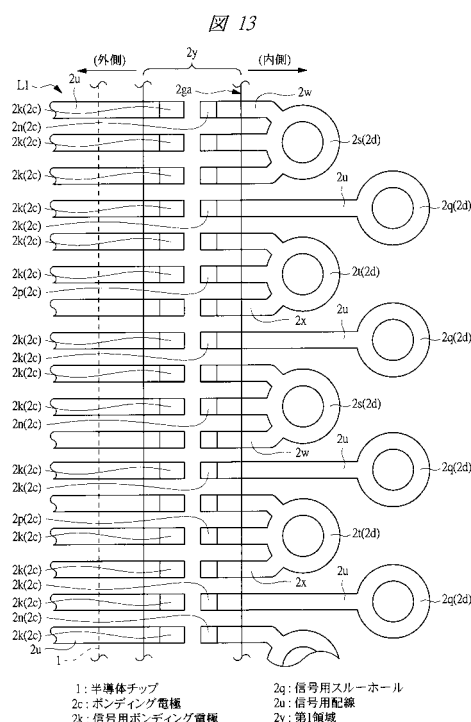 図 13
(外側)
2y
(内側)
L1
2u
2ga
2w
2k(2c)
2n(2c)
2k(2c)
2s(2d)
2k(2c)
2k(2c)
2u
2k(2c)
2q(2d)
2k(2c)
2k(2c)
2t(2d)
2p(2c)
2x
2u
2k(2c)
2k(2c)
2q(2d)
2k(2c)
2k(2c)
2s(2d)
2n(2c)
2w
2u
2k(2c)
2k(2c)
2q(2d)
2p(2c)
2k(2c)
2t(2d)
2k(2c)
2x
2k(2c)
2u
2k(2c)
2q(2d)
2n(2c)
2k(2c)
2u
1
1 : 半導体チップ
2c : ボンディング電極
2k : 信号用ボンディング電極
2q : 信号用スルーホール
2u : 信号用配線
2y : 第1領域